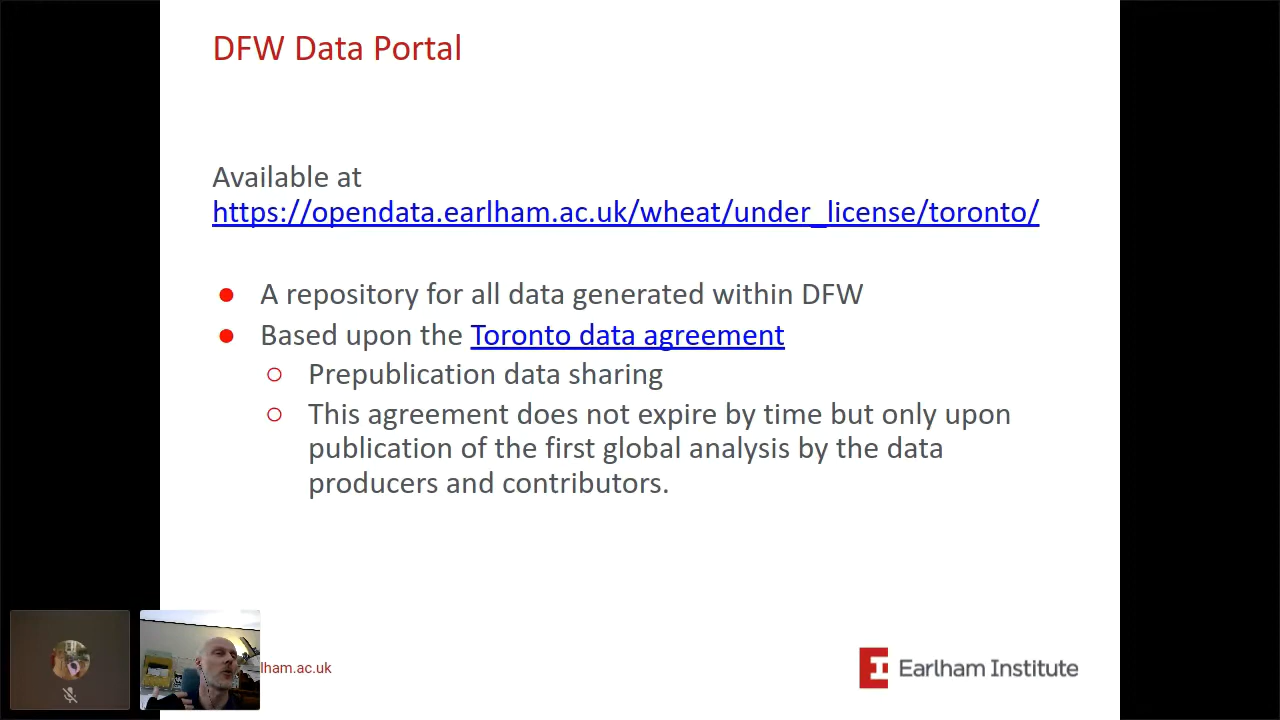 DFW Data Portal
Available at
https://opendata.earlham.ac.uk/wheat/under_license/toronto/
● A repository for all data generated within DFW
● Based upon the Toronto data agreement
○ Prepublication data sharing
○ This agreement does not expire by time but only upon
publication of the first global analysis by the data
producers and contributors.
lham.ac.uk
Earlham Institute